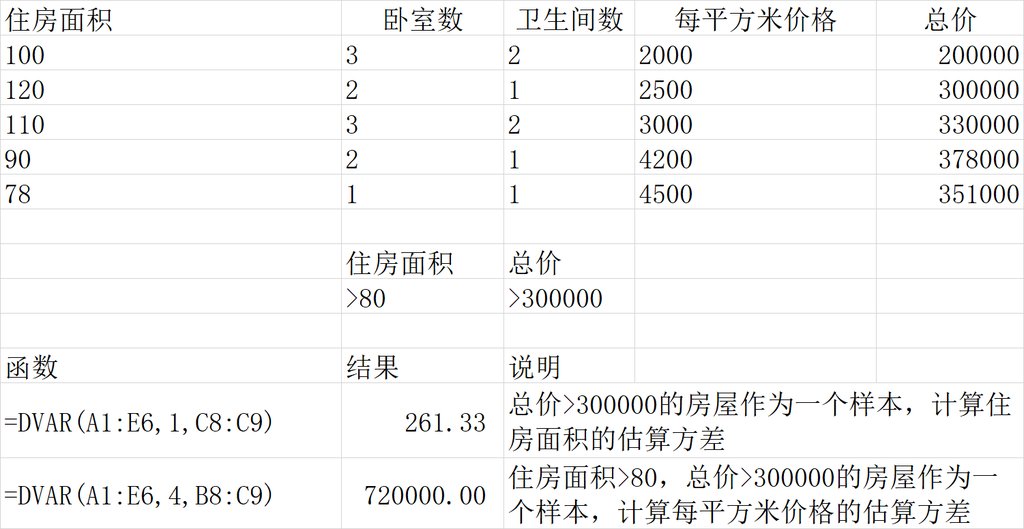 住房面积 卧室数 卫生间数 每平方米价格 总价
100 3 2 2000 200000
120 2 1 2500 300000
110 3 2 3000 330000
90 2 1 4200 378000
78 1 1 4500 351000
住房面积 总价
>80 >300000
函数 结果 说明
=DVAR(A1:E6,1,C8:C9) 261.33 总价>300000的房屋作为一个样本，计算住
房面积的估算方差
=DVAR(A1:E6,4,B8:C9) 720000.00 住房面积>80，总价>300000的房屋作为一
个样本，计算每平方米价格的估算方差